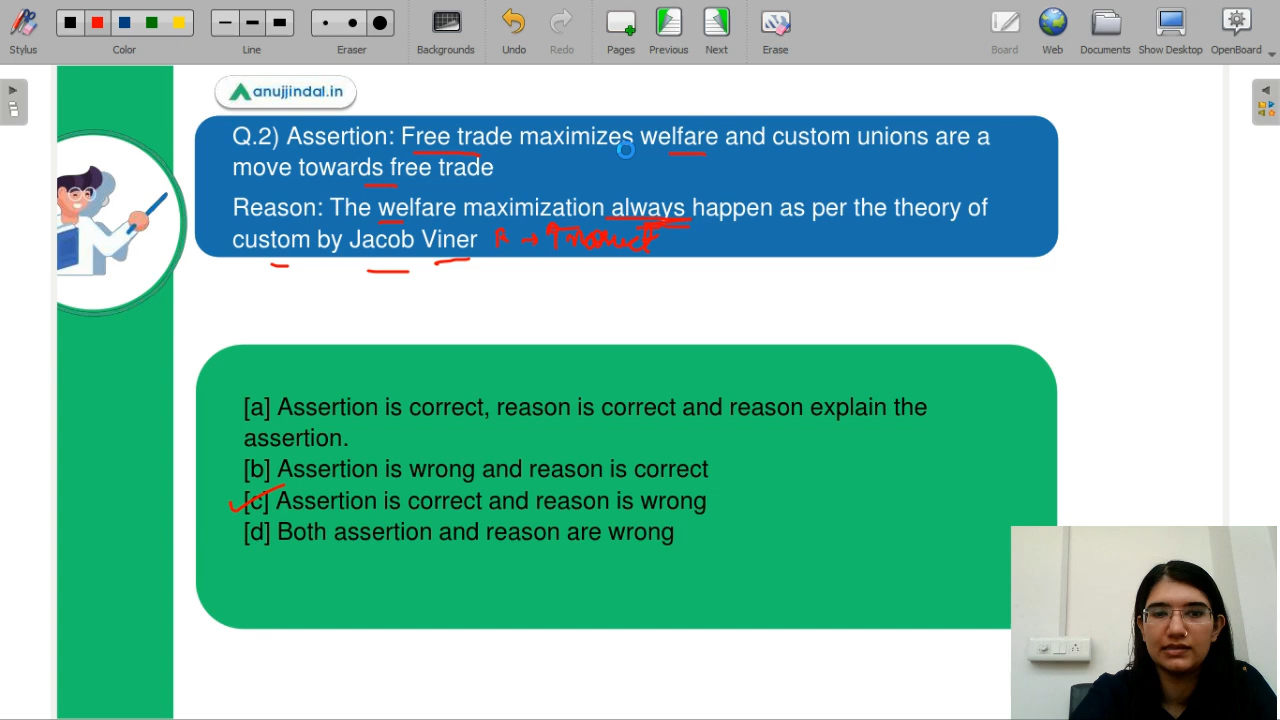 Stylus
Color
Line
Eraser
Backgrounds
Undo
Redo
Pages
Previous
Next
Erase
Board
Web
Documents
Show Desktop
OpenBoard
anujjindal.in
Q.2) Assertion: Free trade maximizes welfare and custom unions are a
move towards free trade
Reason: The welfare maximization always happen as per the theory of
custom by Jacob Viner
[a] Assertion is correct, reason is correct and reason explain the
assertion.
[b] Assertion is wrong and reason is correct
[c] Assertion is correct and reason is wrong
[d] Both assertion and reason are wrong